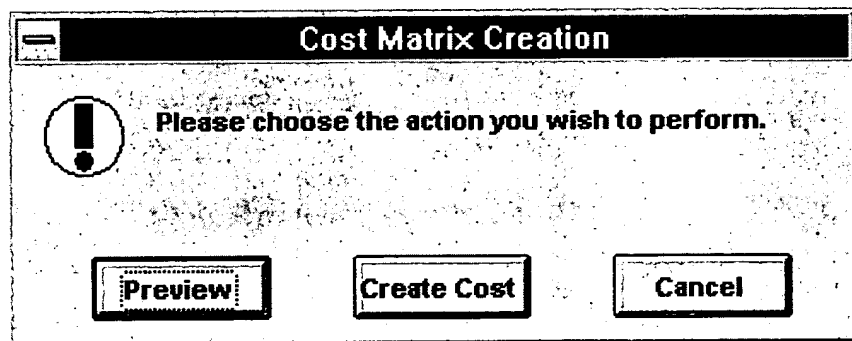 Cost Matrix Creation
Please choose the action you wish to perform.
Preview
Create Cost
Cancel